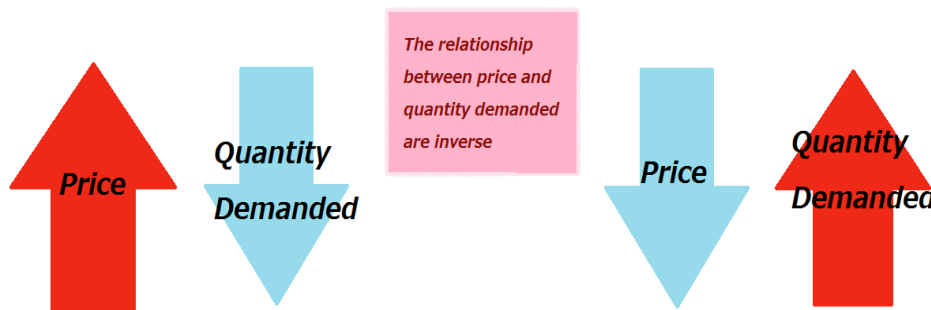 Price
Quantity
Demanded
The relationship
between price and
quantity demanded
are inverse
Price
Quantity
Demanded